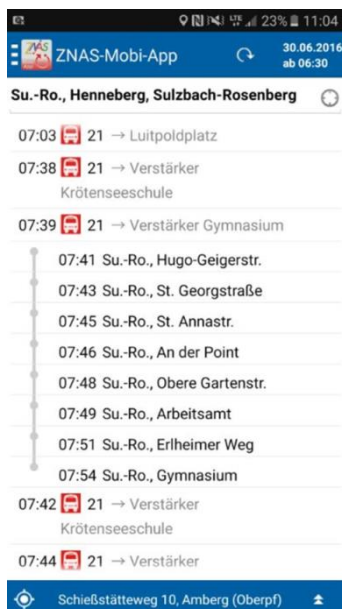 23% 11:04
ZNAS ZNAS-Mobi-App 30.06.2016
ab 06:30
Su.-Ro., Henneberg, Sulzbach-Rosenberg
07:03 21 → Luitpoldplatz
07:38 21 → Verstärker
Krötenseeschule
07:39 21 → Verstärker Gymnasium
07:41 Su.-Ro., Hugo-Geigerstr.
07:43 Su.-Ro., St. Georgstraße
07:45 Su.-Ro., St. Annastr.
07:46 Su.-Ro., An der Point
07:48 Su.-Ro., Obere Gartenstr.
07:49 Su.-Ro., Arbeitsamt
07:51 Su.-Ro., Erlheimer Weg
07:54 Su.-Ro., Gymnasium
07:42 21 → Verstärker
Krötenseeschule
07:44 21 → Verstärker
Schießstätteweg 10, Amberg (Oberpf)